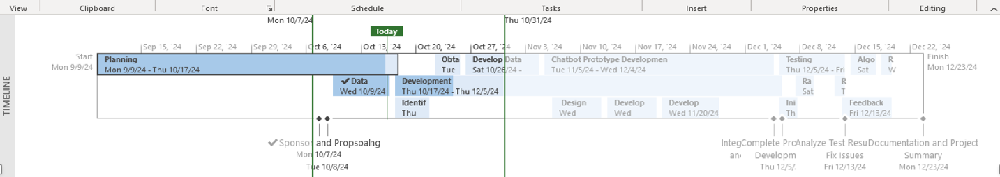 View Clipboard Font Schedule Tasks Insert Properties Editing
Mon 10/7/24 Thu 10/31/24
Today
Sep 15, '24 Sep 22, '24 Sep 29, '24 Oct 6, '24 Oct 13, '24 Oct 20, '24 Oct 27, '24 Nov 3, '24 Nov 10, '24 Nov 17, '24 Nov 24, '24 Dec 1, '24 Dec 8, '24 Dec 15, '24 Dec 22, '24
TIMELINE
Start
Mon 9/9/24
Planning
Mon 9/9/24 - Thu 10/17/24
Obta
Tue
Develop Data
Sat 10/26/24 -
Chatbot Prototype Developmen
Tue 11/5/24 - Wed 12/4/24
Testing
Thu 12/5/24 - Fri
Algo
Sat
R
W
Finish
Mon 12/23/24
Data
Wed 10/9/24
Development
Thu 10/17/24 - Thu 12/5/24
Ra
Sat
R
T
Identif
Thu
Design
Wed
Develop
Wed
Develop
Wed 11/20/24
Ini
Th
Feedback
Fri 12/13/24
Sponsor and Propsoalng
Mon 10/7/24
Tue 10/8/24
Integ Complete Pro Analyze Test Resu Documentation and Project
and Developm Fix Issues Summary
Thu 12/5/ Fri 12/13/24 Mon 12/23/24